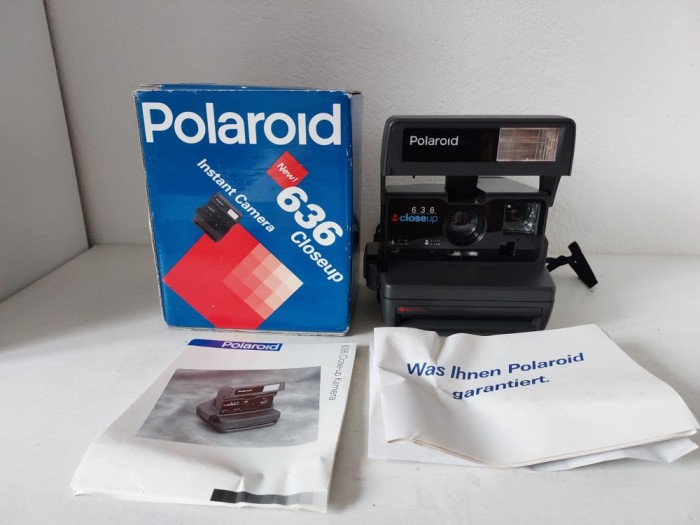 Polaroid
New!
636
Closeup
Instant Camera
Polaroid
636
closeup
Polaroid
636 Close-up Kamera
Was Ihnen Polaroid
garantiert.